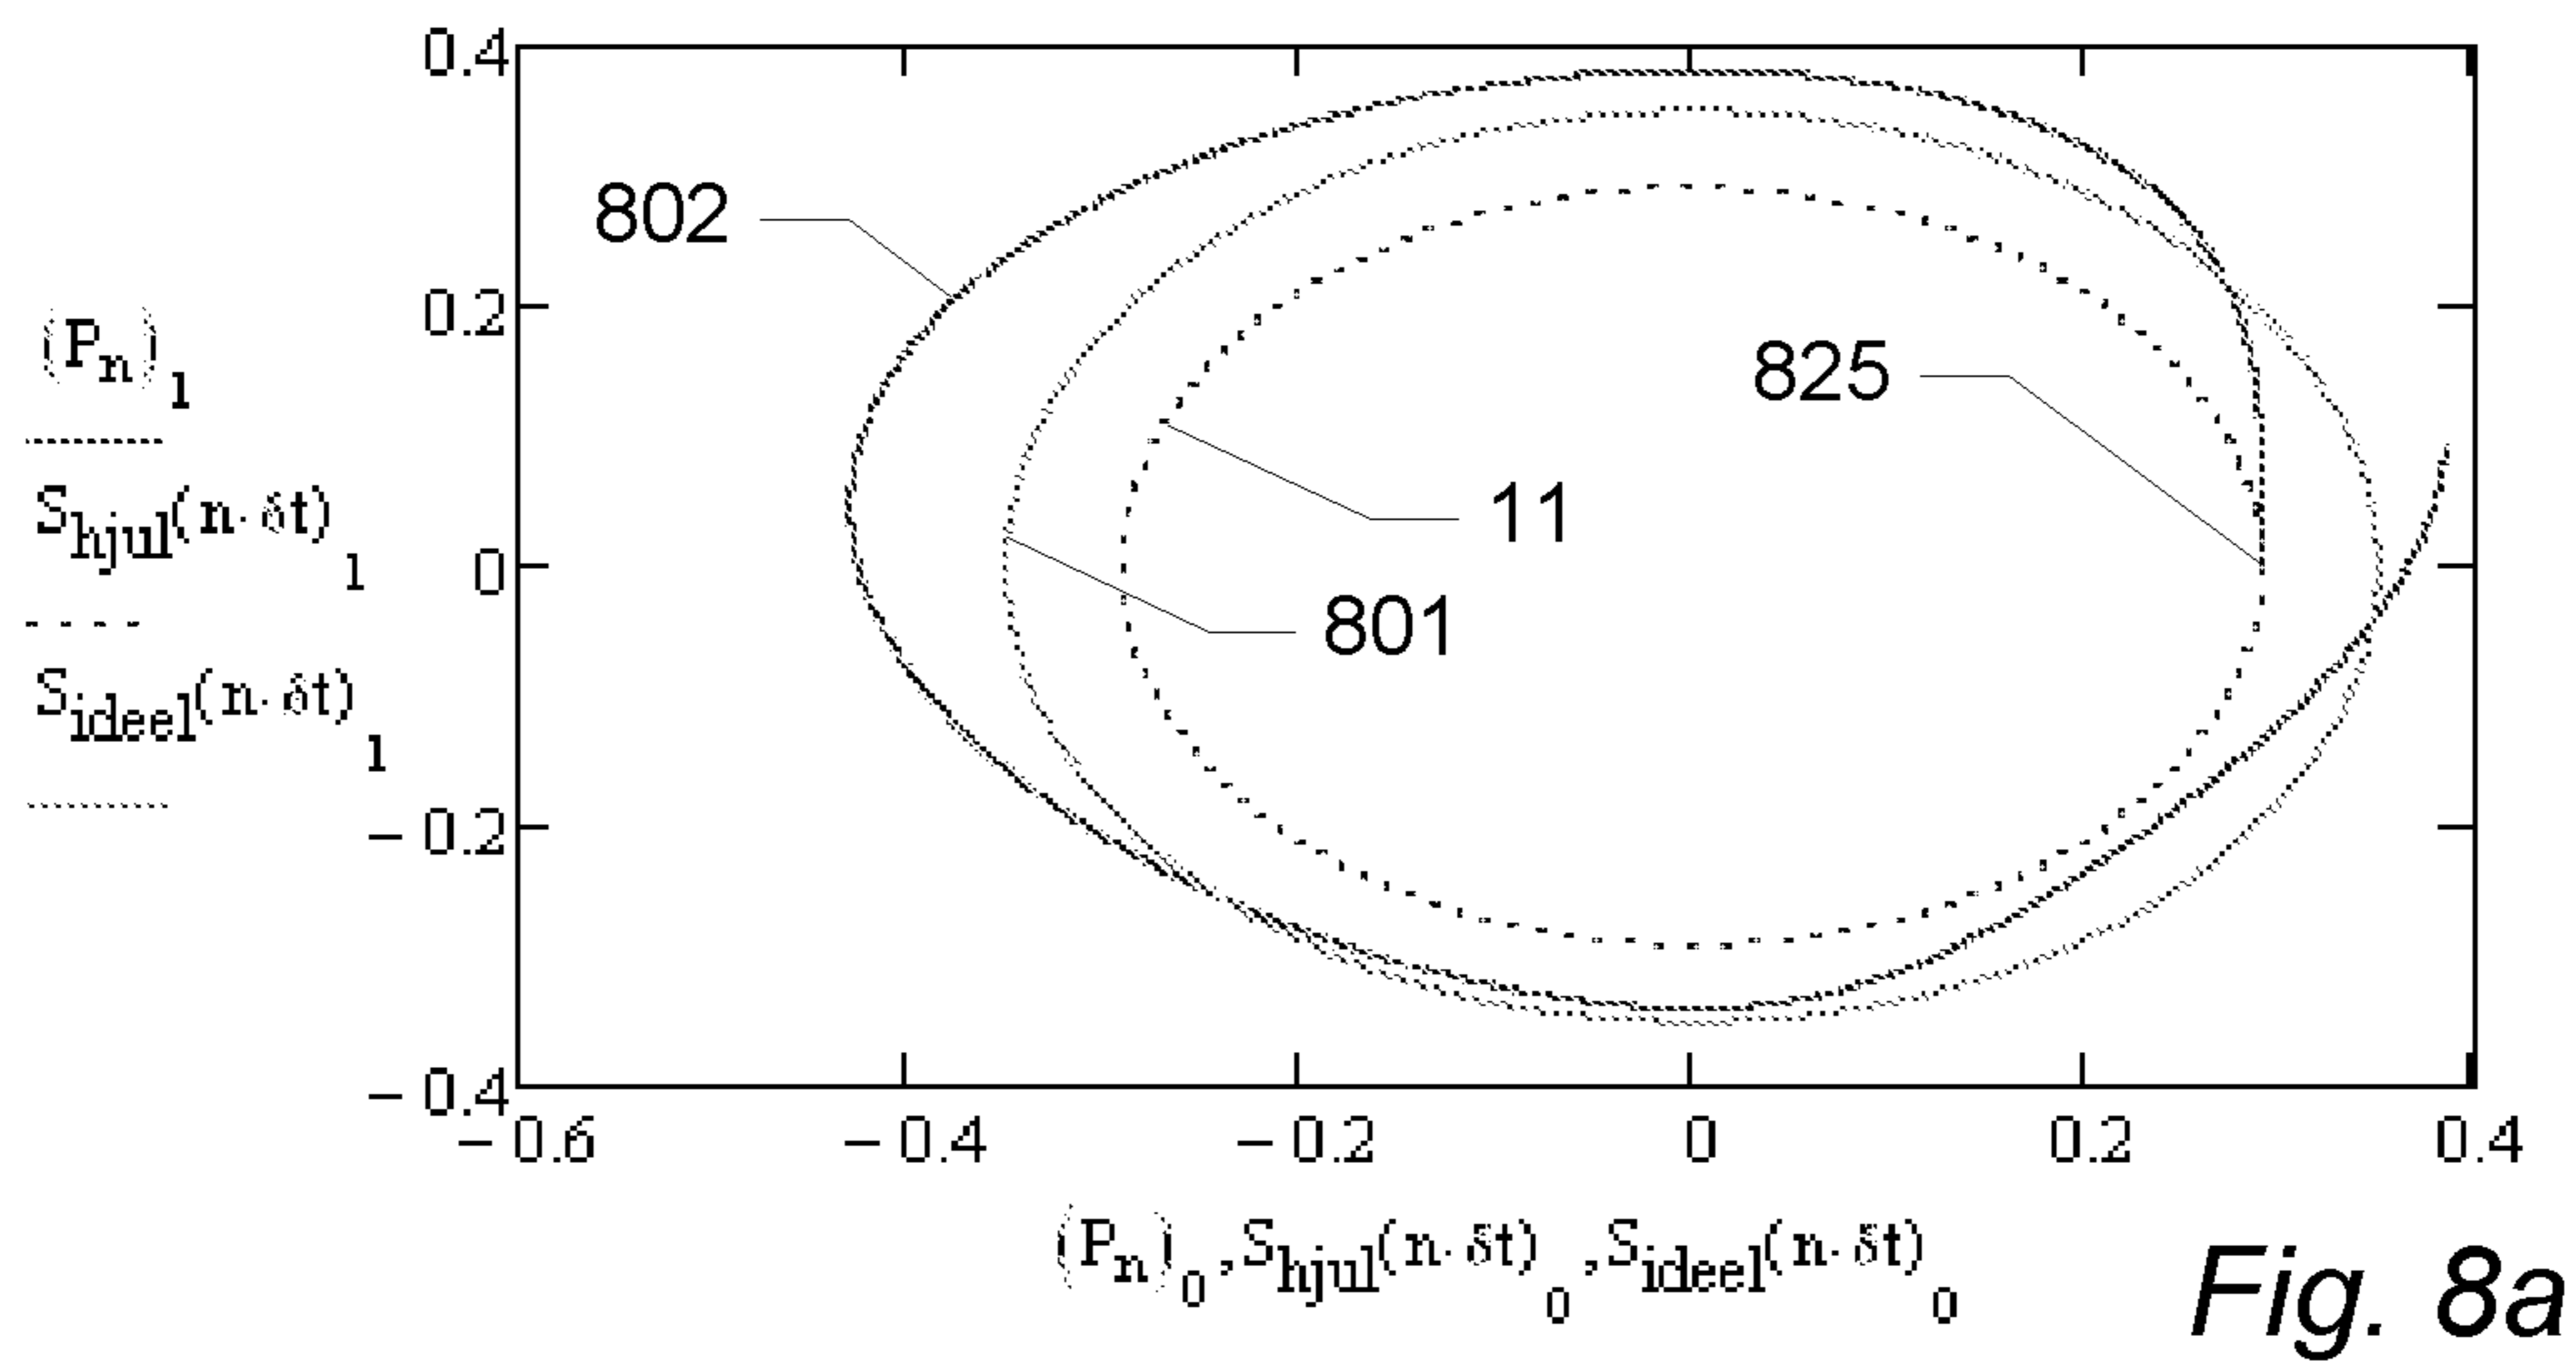 0.4
802
0.2
(Pn)1
825
Shjul(n·δt)1
11
0
801
Sideel(n·δt)1
−0.2
−0.4
−0.6 −0.4 −0.2 0 0.2 0.4
(Pn)0,Shjul(n·δt)0,Sideel(n·δt)0
Fig. 8a